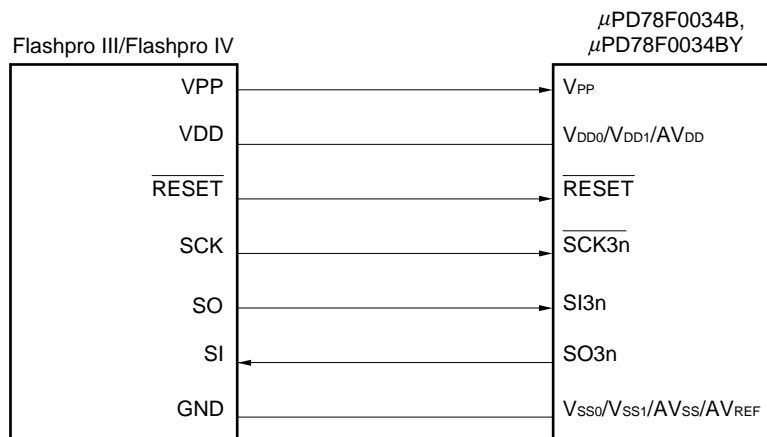 Flashpro III/Flashpro IV
μPD78F0034B,
μPD78F0034BY
VPP VPP
VDD VDD0/VDD1/AVDD
RESET RESET
SCK SCK3n
SO SI3n
SI SO3n
GND VSS0/VSS1/AVSS/AVREF